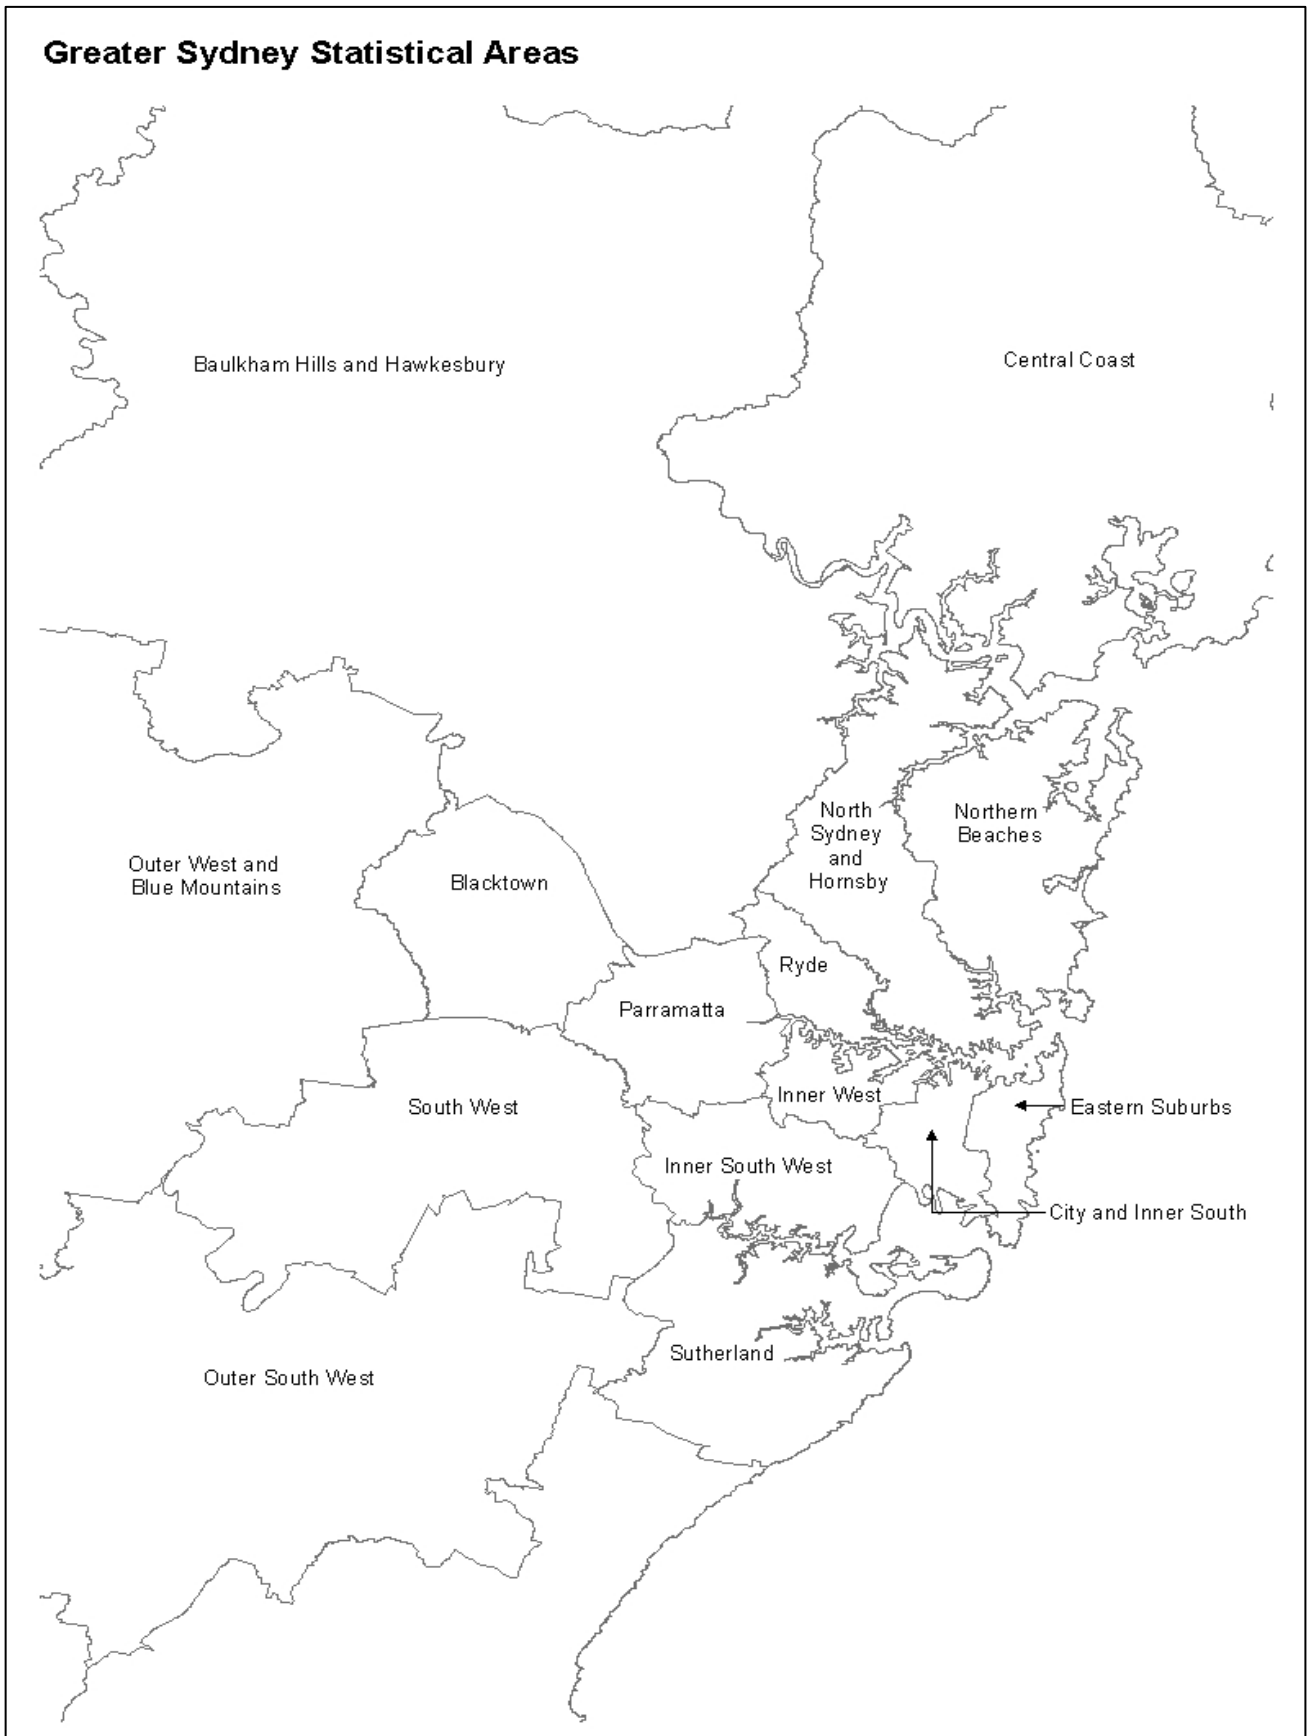 Greater Sydney Statistical Areas
Baulkham Hills and Hawkesbury
Central Coast
North
Sydney
and
Hornsby
Northern
Beaches
Outer West and
Blue Mountains
Blacktown
Ryde
Parramatta
Inner West
South West
Eastern Suburbs
Inner South West
City and Inner South
Sutherland
Outer South West